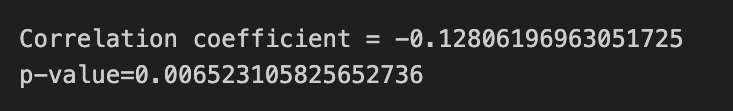 Correlation coefficient = -0.12806196963051725
p-value=0.006523105825652736